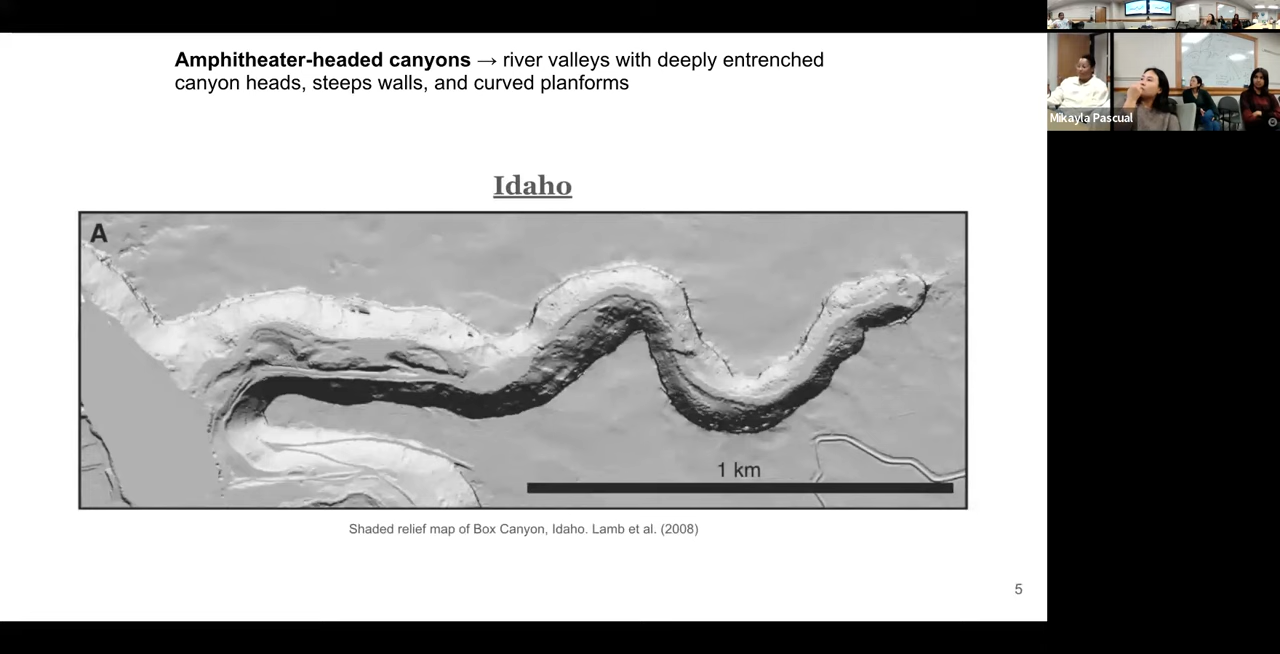 Amphitheater-headed canyons → river valleys with deeply entrenched
canyon heads, steeps walls, and curved planforms
Mikayla Pascual
Idaho
A
1 km
Shaded relief map of Box Canyon, Idaho. Lamb et al. (2008)
5